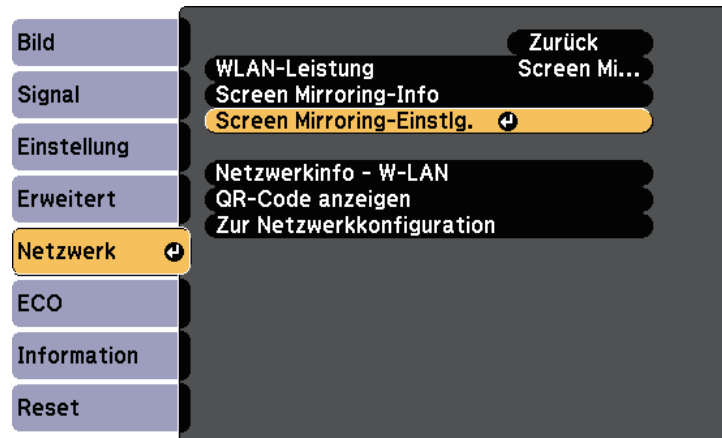 Bild
Signal
Einstellung
Erweitert
Netzwerk
ECO
Information
Reset
Zurück
WLAN-Leistung Screen Mi...
Screen Mirroring-Info
Screen Mirroring-Einstlg.
Netzwerkinfo - W-LAN
QR-Code anzeigen
Zur Netzwerkkonfiguration